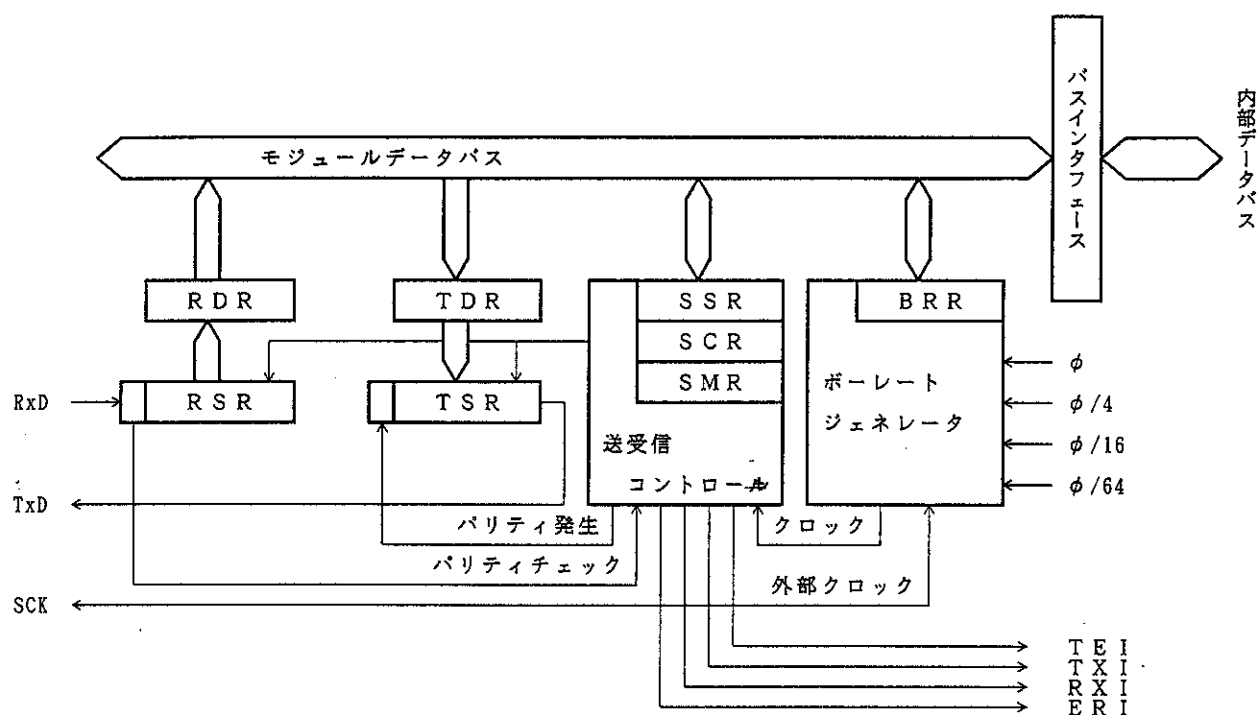 バスインタフェース
内部データバス
モジュールデータバス
RDR
TDR
SSR
BRR
SCR
SMR
RSR
TSR
RxD
TxD
SCK
送受信
コントロール
ボーレート
ジェネレータ
φ
φ/4
φ/16
φ/64
パリティ発生
パリティチェック
クロック
外部クロック
TEI
TXI
RXI
ERI